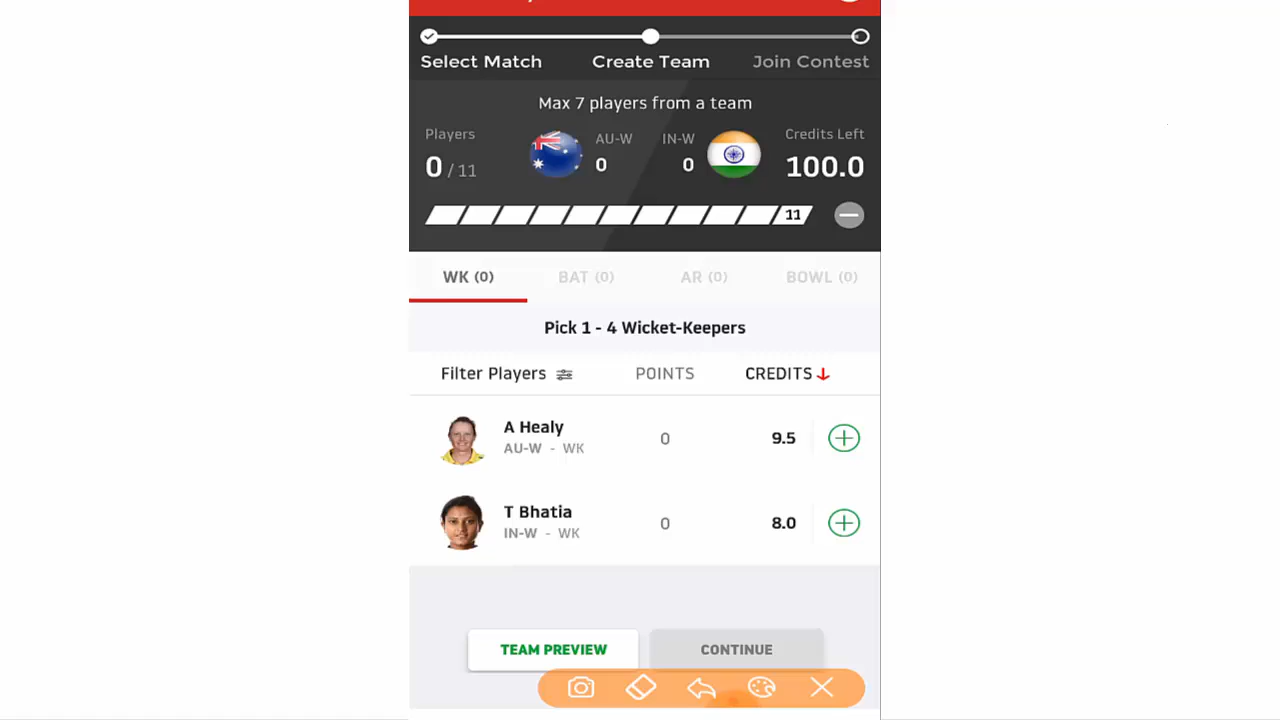 Select Match Create Team Join Contest
Max 7 players from a team
Players AU-W IN-W Credits Left
0 / 11 0 0 100.0
11
WK (0) BAT (0) AR (0) BOWL (0)
Pick 1 - 4 Wicket-Keepers
Filter Players POINTS CREDITS
A Healy 0 9.5
AU-W - WK
T Bhatia 0 8.0
IN-W - WK
TEAM PREVIEW CONTINUE